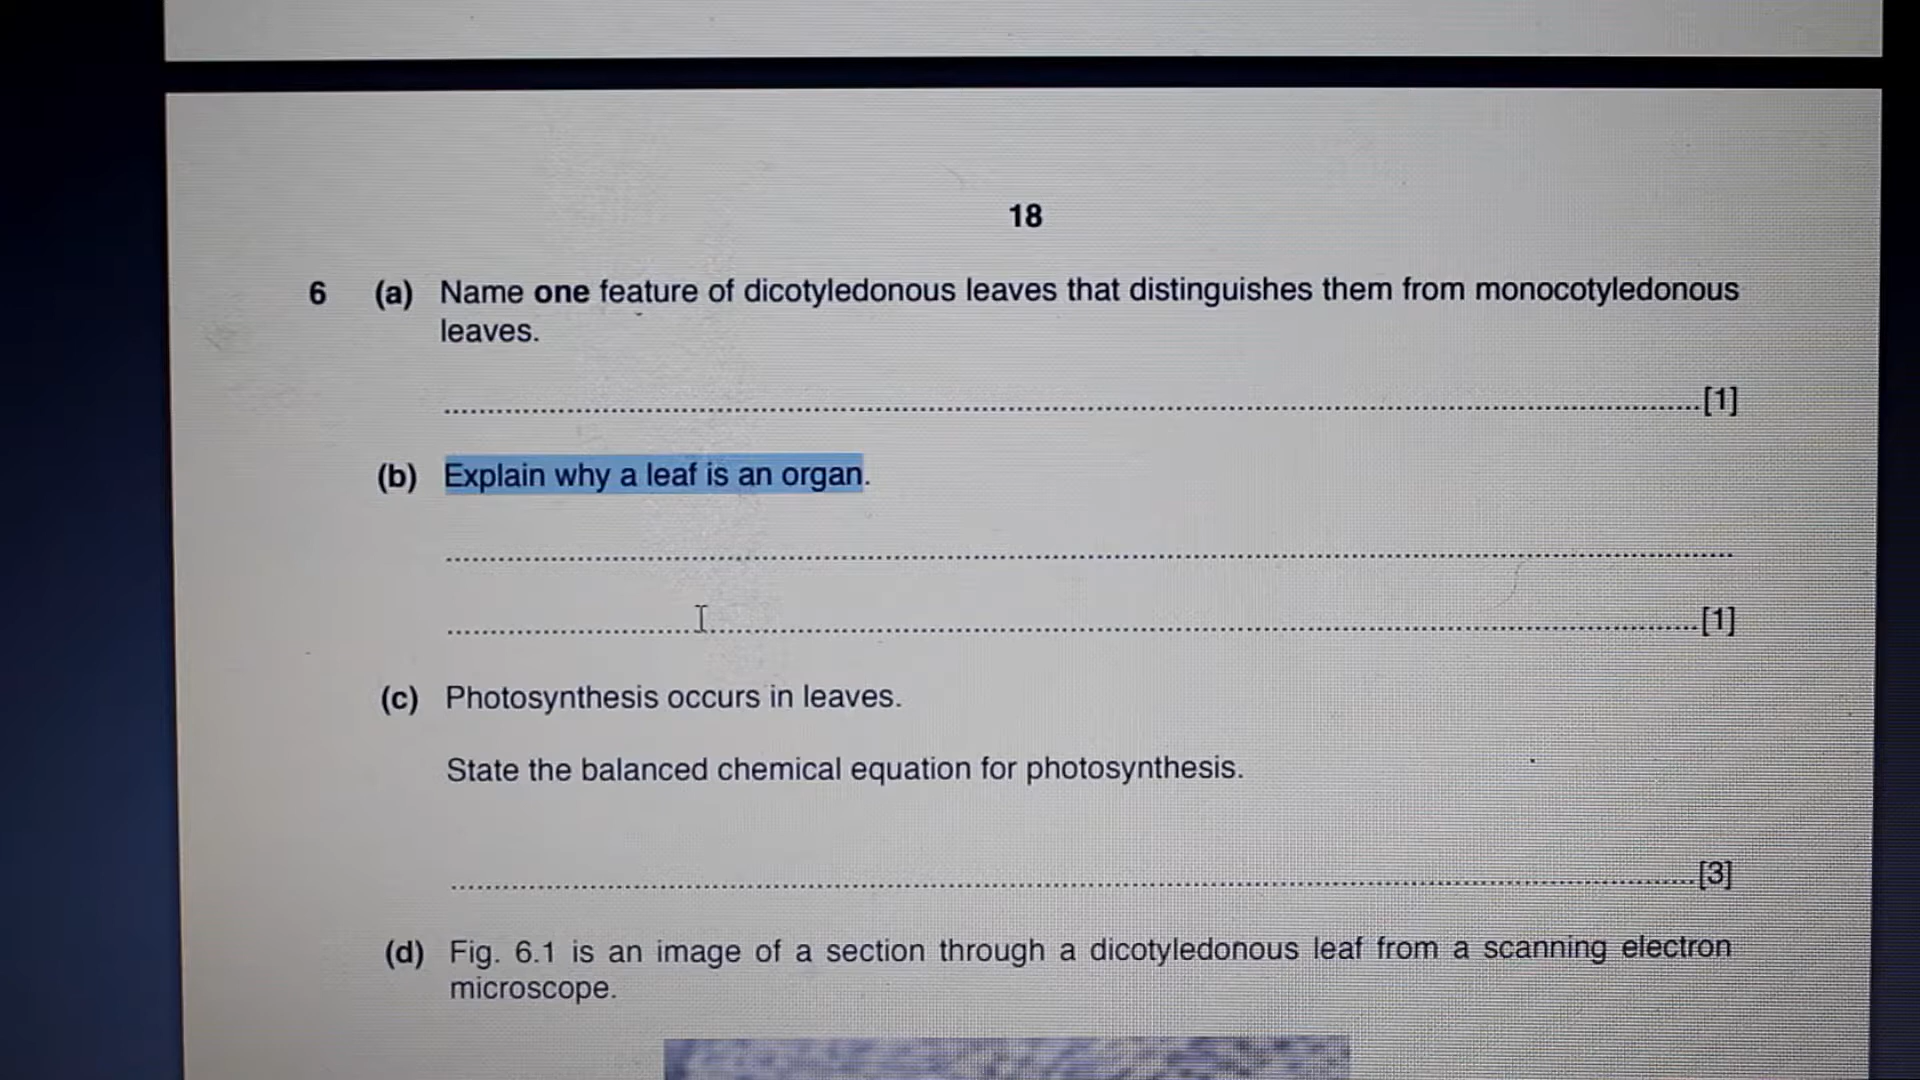 18
6 (a) Name one feature of dicotyledonous leaves that distinguishes them from monocotyledonous
leaves.
[1]
(b) Explain why a leaf is an organ.
[1]
(c) Photosynthesis occurs in leaves.
State the balanced chemical equation for photosynthesis.
[3]
(d) Fig. 6.1 is an image of a section through a dicotyledonous leaf from a scanning electron
microscope.